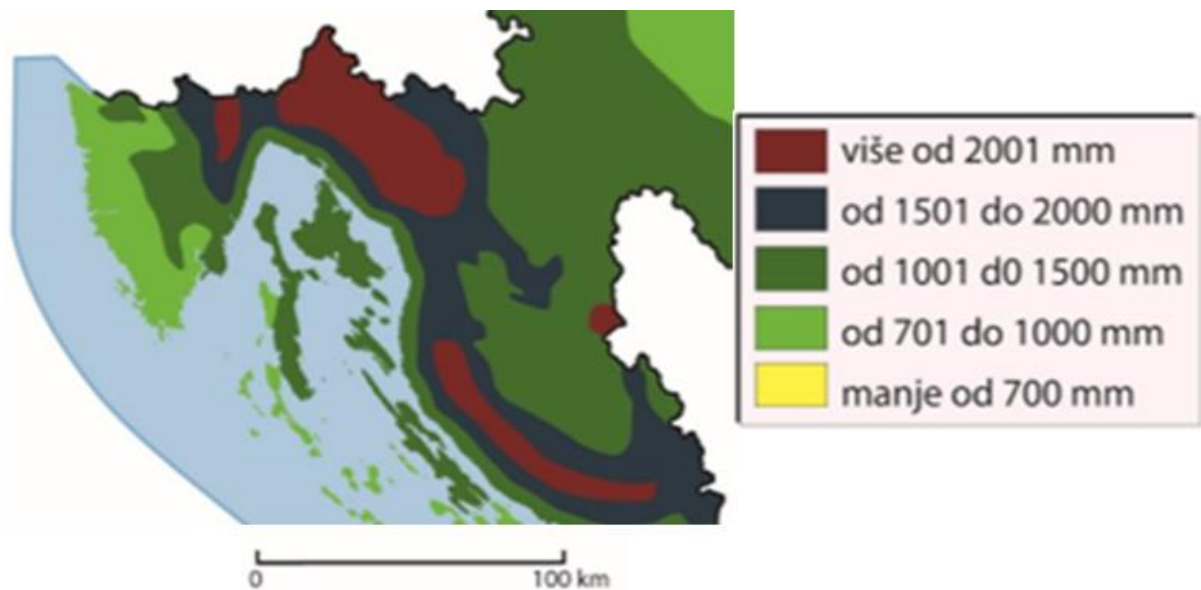 više od 2001 mm
od 1501 do 2000 mm
od 1001 d0 1500 mm
od 701 do 1000 mm
manje od 700 mm
0 100 km